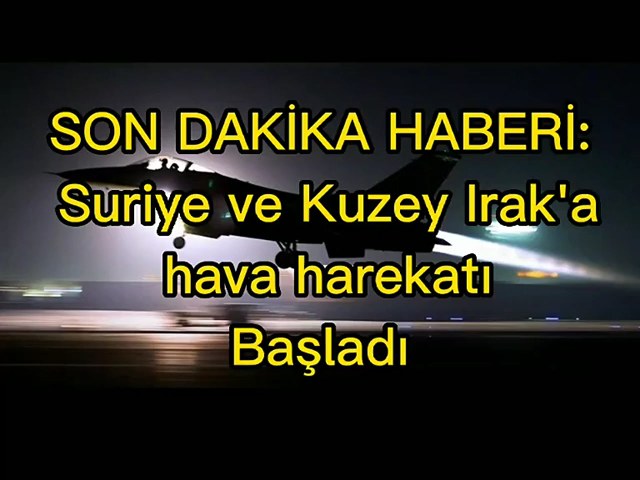 SON DAKİKA HABERİ:
Suriye ve Kuzey Irak'a
hava harekatı
Başladı